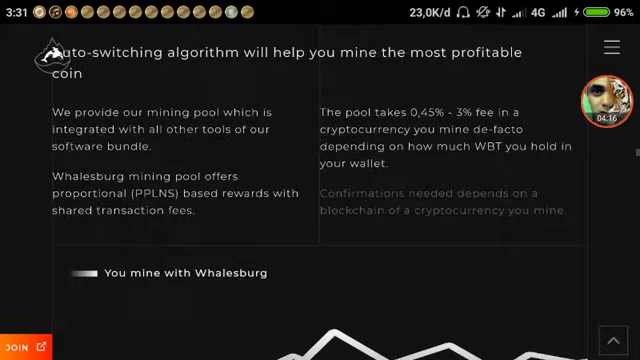 3:31
23,0K/d
4G
96%
uto-switching algorithm will help you mine the most profitable
coin
We provide our mining pool which is
integrated with all other tools of our
software bundle.
Whalesburg mining pool offers
proportional (PPLNS) based rewards with
shared transaction fees.
The pool takes 0,45% - 3% fee in a
cryptocurrency you mine de-facto
depending on how much WBT you hold in
your wallet.
Confirmations needed depends on a
blockchain of a cryptocurrency you mine.
04:16
You mine with Whalesburg
JOIN